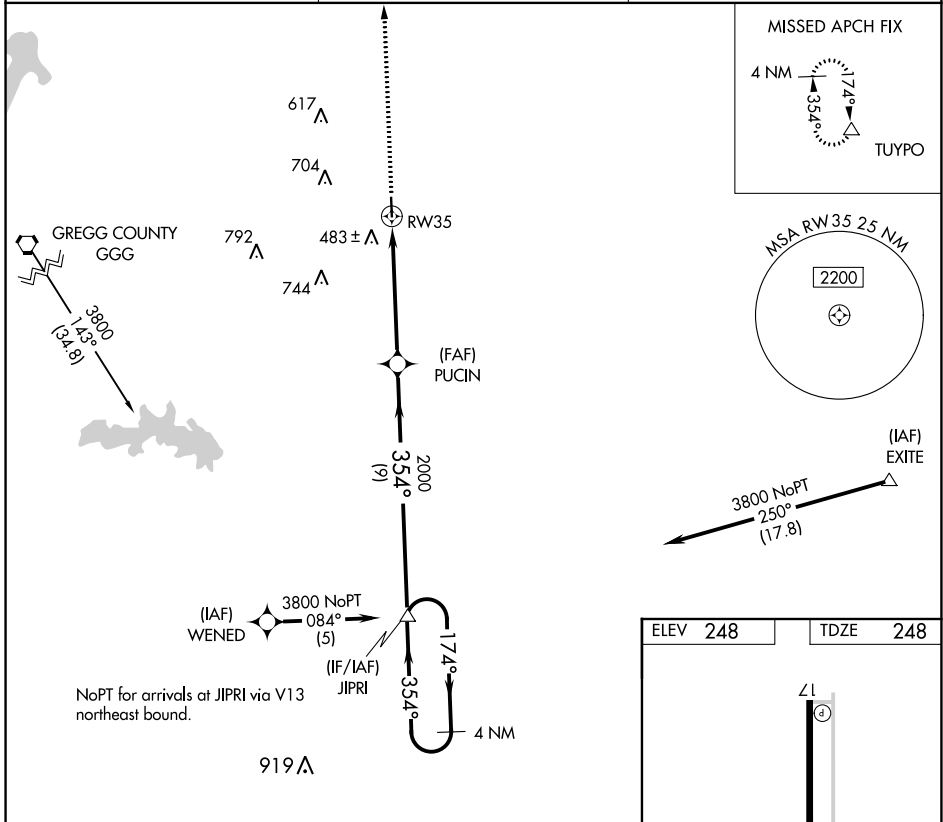 MISSED APCH FIX
4 NM
174°
354°
TUYPO
617
704
RW35
GREGG COUNTY
GGG
792
483 ±
744
MSA RW35 25 NM
2200
3800
143°
(34.8)
(FAF)
PUCIN
(IAF)
EXITE
2000
354°
(9)
3800 NoPT
250°
(17.8)
(IAF)
WENED
3800 NoPT
084°
(5)
(IF/IAF)
JIPRI
174°
354°
4 NM
NoPT for arrivals at JIPRI via V13
northeast bound.
919
ELEV 248
TDZE 248
17
P